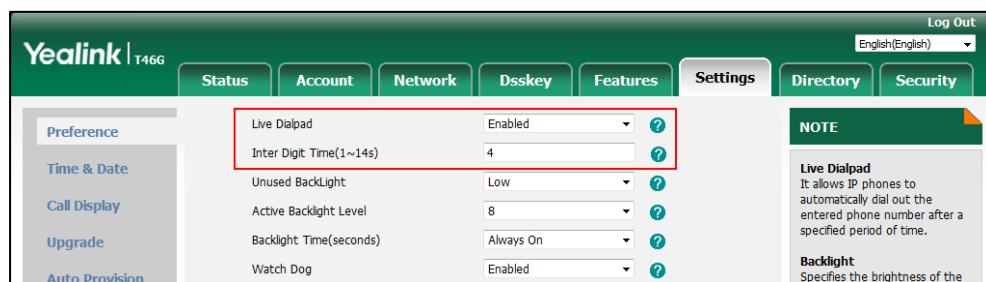 Log Out
Yealink T46G
English(English)
Status Account Network Dsskey Features Settings Directory Security
Preference
Time & Date
Call Display
Upgrade
Auto Provision
Live Dialpad Enabled
Inter Digit Time(1~14s) 4
Unused BackLight Low
Active Backlight Level 8
Backlight Time(seconds) Always On
Watch Dog Enabled
NOTE
Live Dialpad
It allows IP phones to
automatically dial out the
entered phone number after a
specified period of time.
Backlight
Specifies the brightness of the